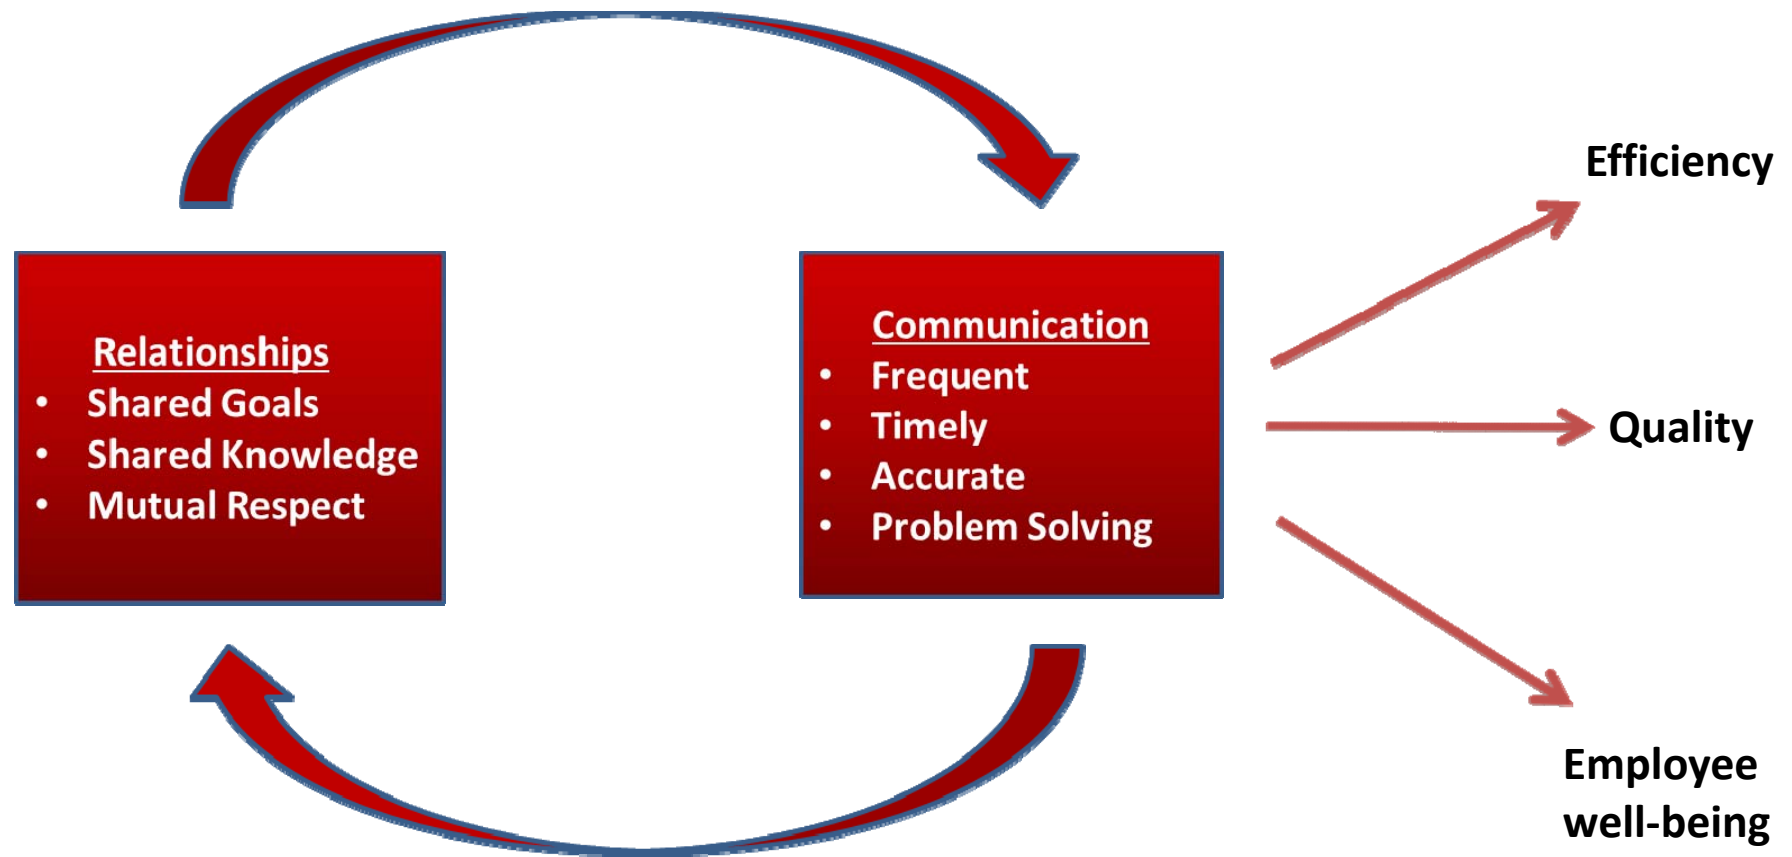 Relationships
• Shared Goals
• Shared Knowledge
• Mutual Respect
Communication
• Frequent
• Timely
• Accurate
• Problem Solving
Efficiency
Quality
Employee
well-being